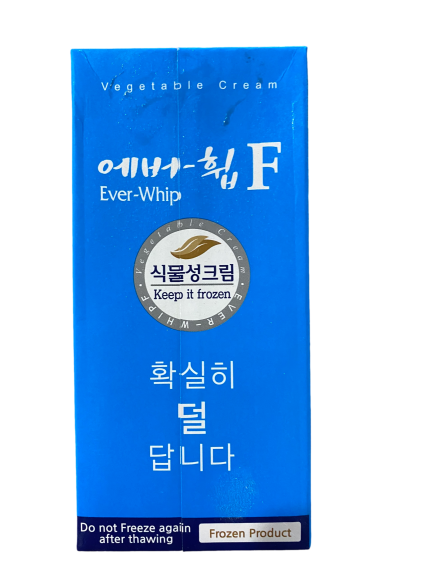 Vegetable Cream
에버-휩 F
Ever-Whip
Vegetable Cream
식물성크림
Keep it frozen
EVER-WHIPF
확실히
덜
답니다
Do not Freeze again
after thawing
Frozen Product